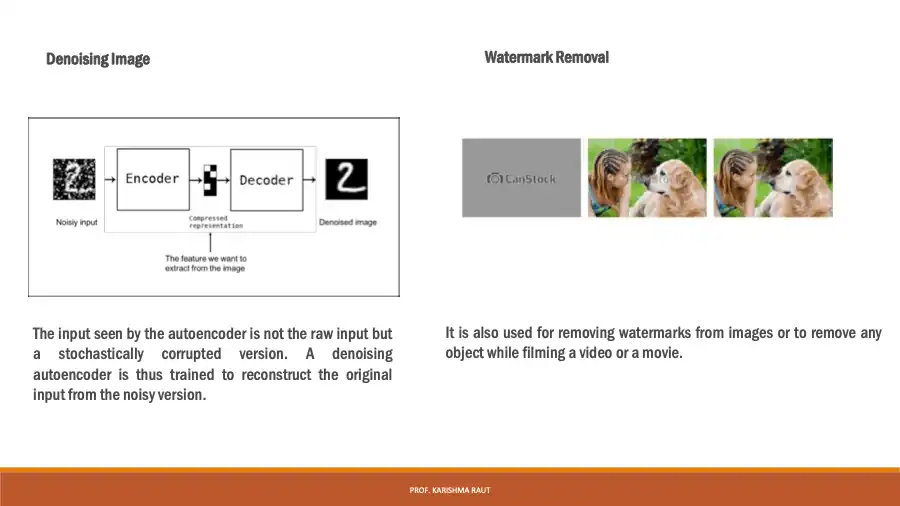 Denoising Image
Watermark Removal
Encoder
Decoder
Noisiy input
Compressed
representation
Denoised image
The feature we want to
extract from the image
CanStock
The input seen by the autoencoder is not the raw input but
a stochastically corrupted version. A denoising
autoencoder is thus trained to reconstruct the original
input from the noisy version.
It is also used for removing watermarks from images or to remove any
object while filming a video or a movie.
PROF. KARISHMA RAUT